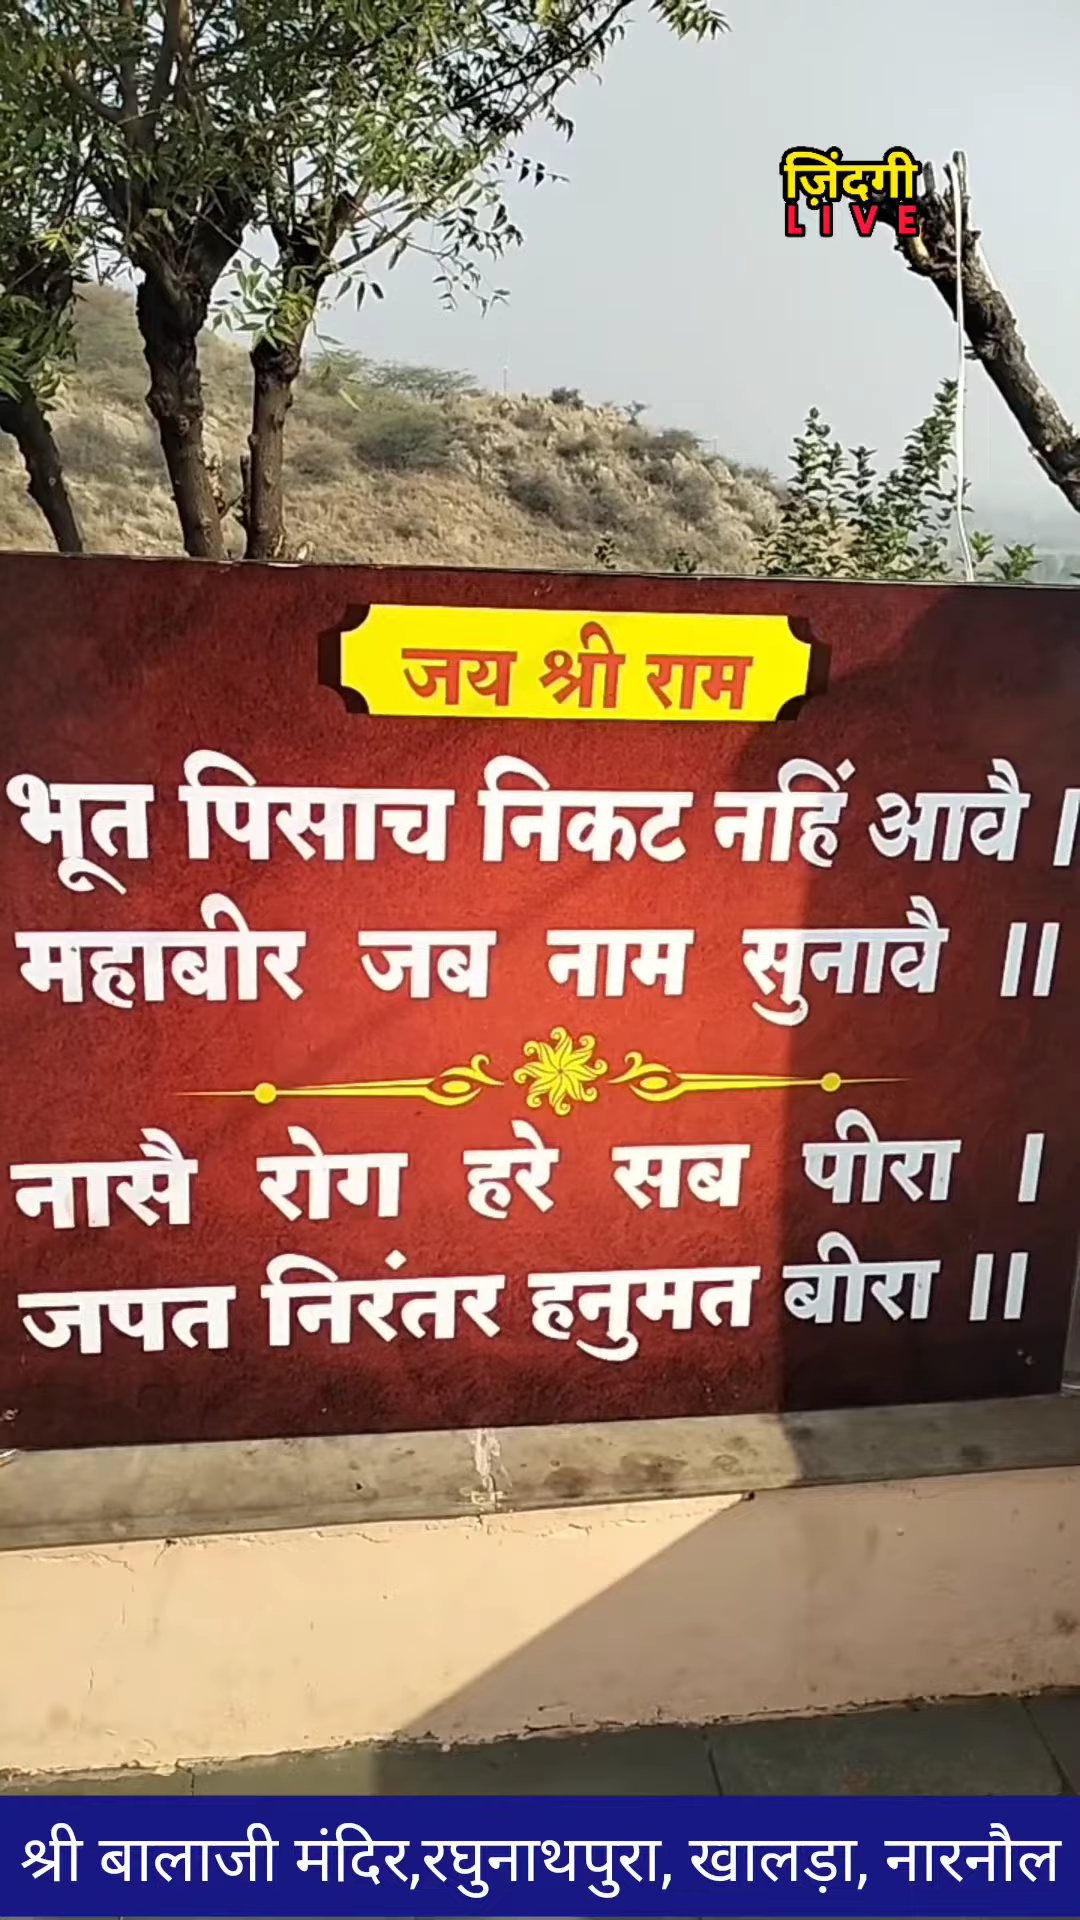 ज़िंदगी
LIVE
जय श्री राम
भूत पिसाच निकट नहिं आवै ।
महाबीर जब नाम सुनावै ॥
नासै रोग हरे सब पीरा ।
जपत निरंतर हनुमत बीरा ॥
श्री बालाजी मंदिर,रघुनाथपुरा, खालड़ा, नारनौल